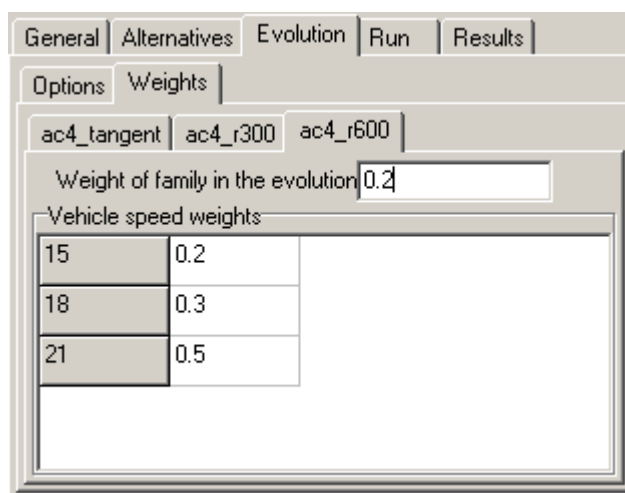 General Alternatives Evolution Run Results
Options Weights
ac4_tangent ac4_r300 ac4_r600
Weight of family in the evolution 0.2
Vehicle speed weights
15 0.2
18 0.3
21 0.5